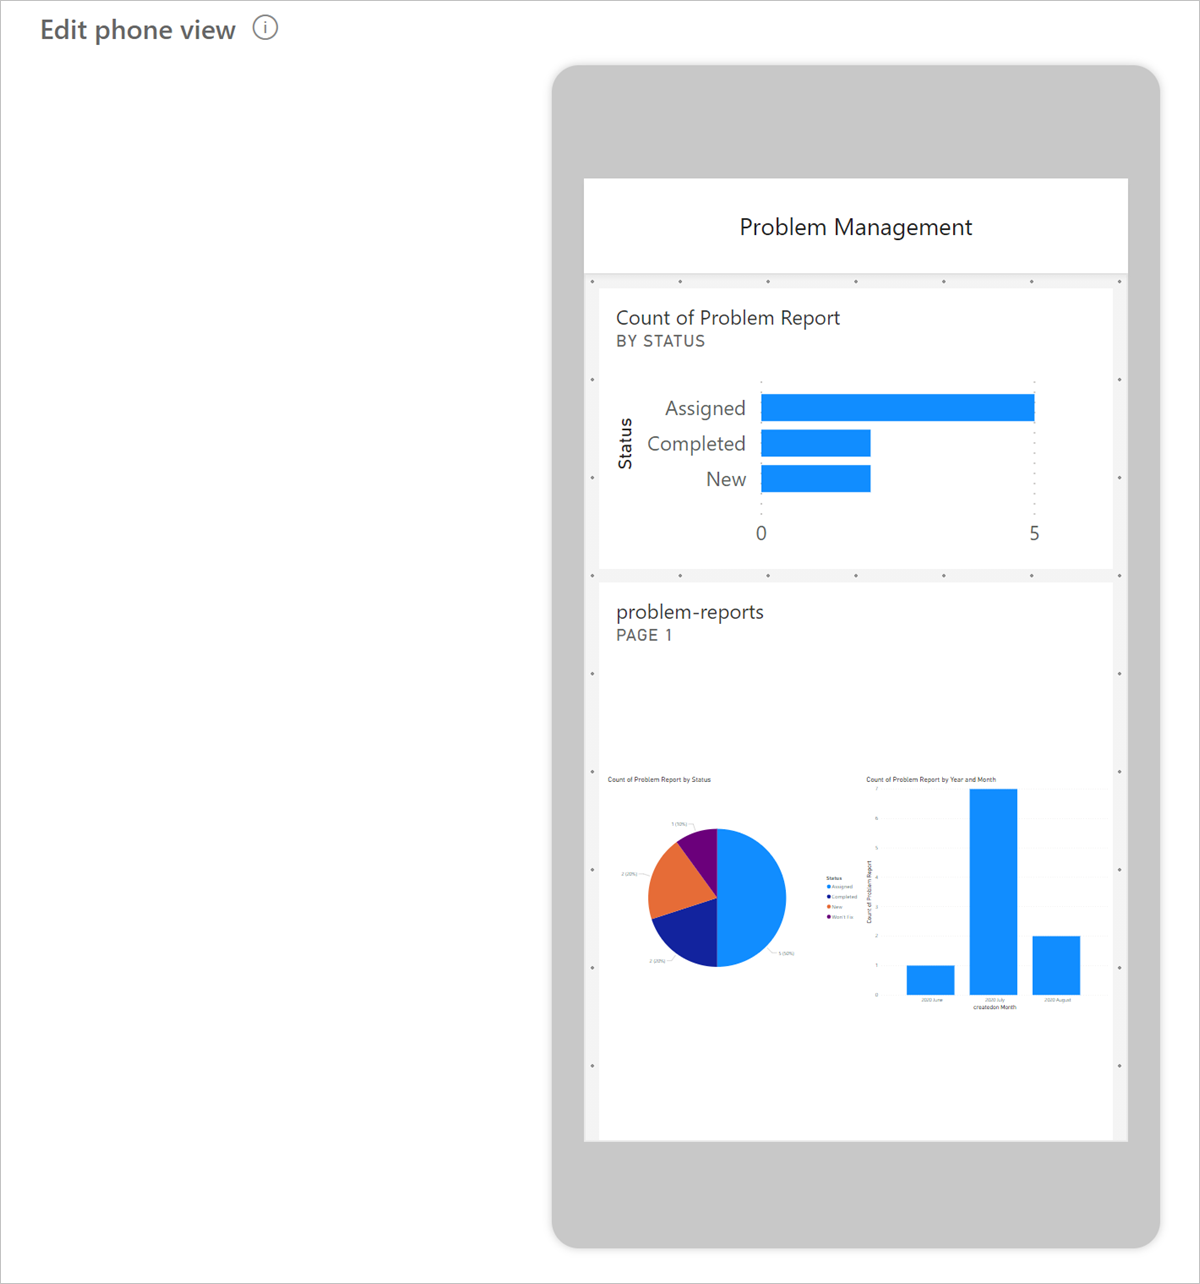 Edit phone view
Problem Management
Count of Problem Report
BY STATUS
Status
Assigned
Completed
New
0
5
problem-reports
PAGE 1
Count of Problem Report by Status
1 (10%)
2 (20%)
2 (20%)
5 (50%)
Status
Assigned
Completed
New
Won't Fix
Count of Problem Report by Year and Month
Count of Problem Report
7
6
5
4
3
2
1
0
2020 June
2020 July
2020 August
createdon Month